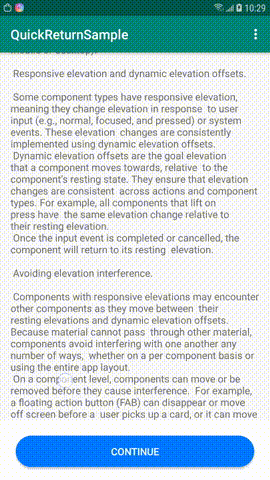 10:29
QuickReturnSample
Responsive elevation and dynamic elevation offsets.
Some component types have responsive elevation,
meaning they change elevation in response  to user
input (e.g., normal, focused, and pressed) or system
events. These elevation  changes are consistently
implemented using dynamic elevation offsets.
Dynamic elevation offsets are the goal elevation
that a component moves towards, relative  to the
component's resting state. They ensure that elevation
changes are consistent  across actions and component
types. For example, all components that lift on
press have  the same elevation change relative to
their resting elevation.
Once the input event is completed or cancelled, the
component will return to its resting  elevation.
Avoiding elevation interference.
Components with responsive elevations may encounter
other components as they move between  their
resting elevations and dynamic elevation offsets.
Because material cannot pass  through other material,
components avoid interfering with one another any
number of ways,  whether on a per component basis or
using the entire app layout.
On a component level, components can move or be
removed before they cause interference.  For example,
a floating action button (FAB) can disappear or move
off screen before a  user picks up a card, or it can move
CONTINUE